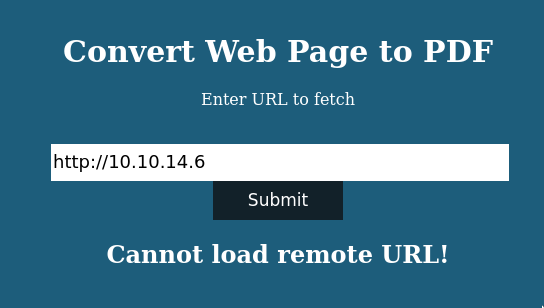 Convert Web Page to PDF
Enter URL to fetch
http://10.10.14.6
Submit
Cannot load remote URL!